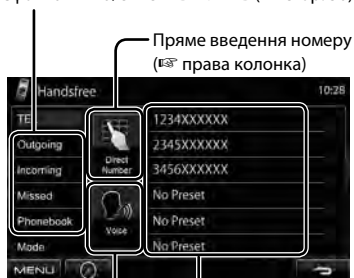 Пряме введення номеру
(☞ права колонка)
Handsfree 10:28
TEL
1234XXXXXX
Outgoing
2345XXXXXX
Direct
Number
Incoming
3456XXXXXX
Missed
No Preset
Phonebook
Voice
No Preset
Mode
No Preset
MENU